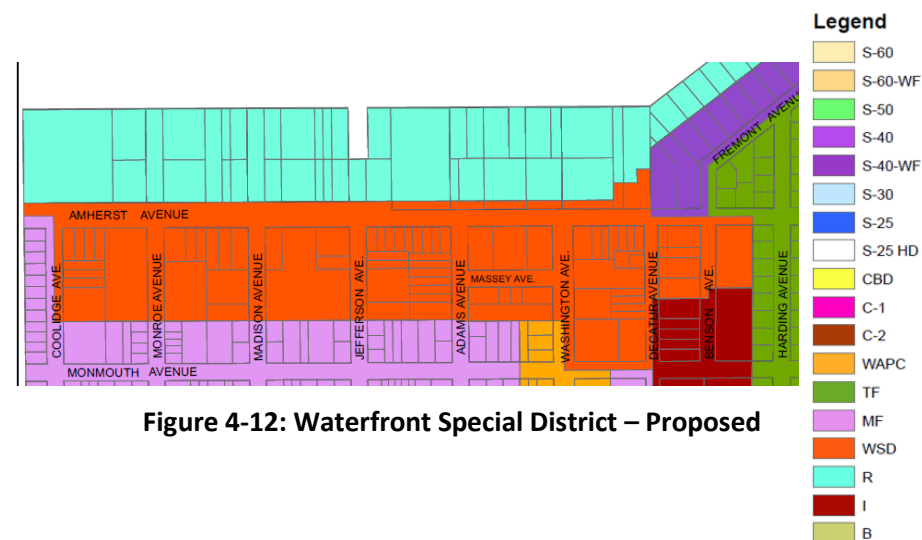 Legend
S-60
S-60-WF
S-50
S-40
S-40-WF
S-30
S-25
S-25 HD
CBD
C-1
C-2
WAPC
TF
MF
WSD
R
I
B
FREMONT AVENUE
AMHERST AVENUE
COOLIDGE AVE.
MONROE AVENUE
MADISON AVENUE
JEFFERSON AVE.
ADAMS AVENUE
MASSEY AVE.
WASHINGTON AVE.
DECATUR AVENUE
BENSON AVE.
HARDING AVENUE
MONMOUTH AVENUE
Figure 4-12: Waterfront Special District – Proposed